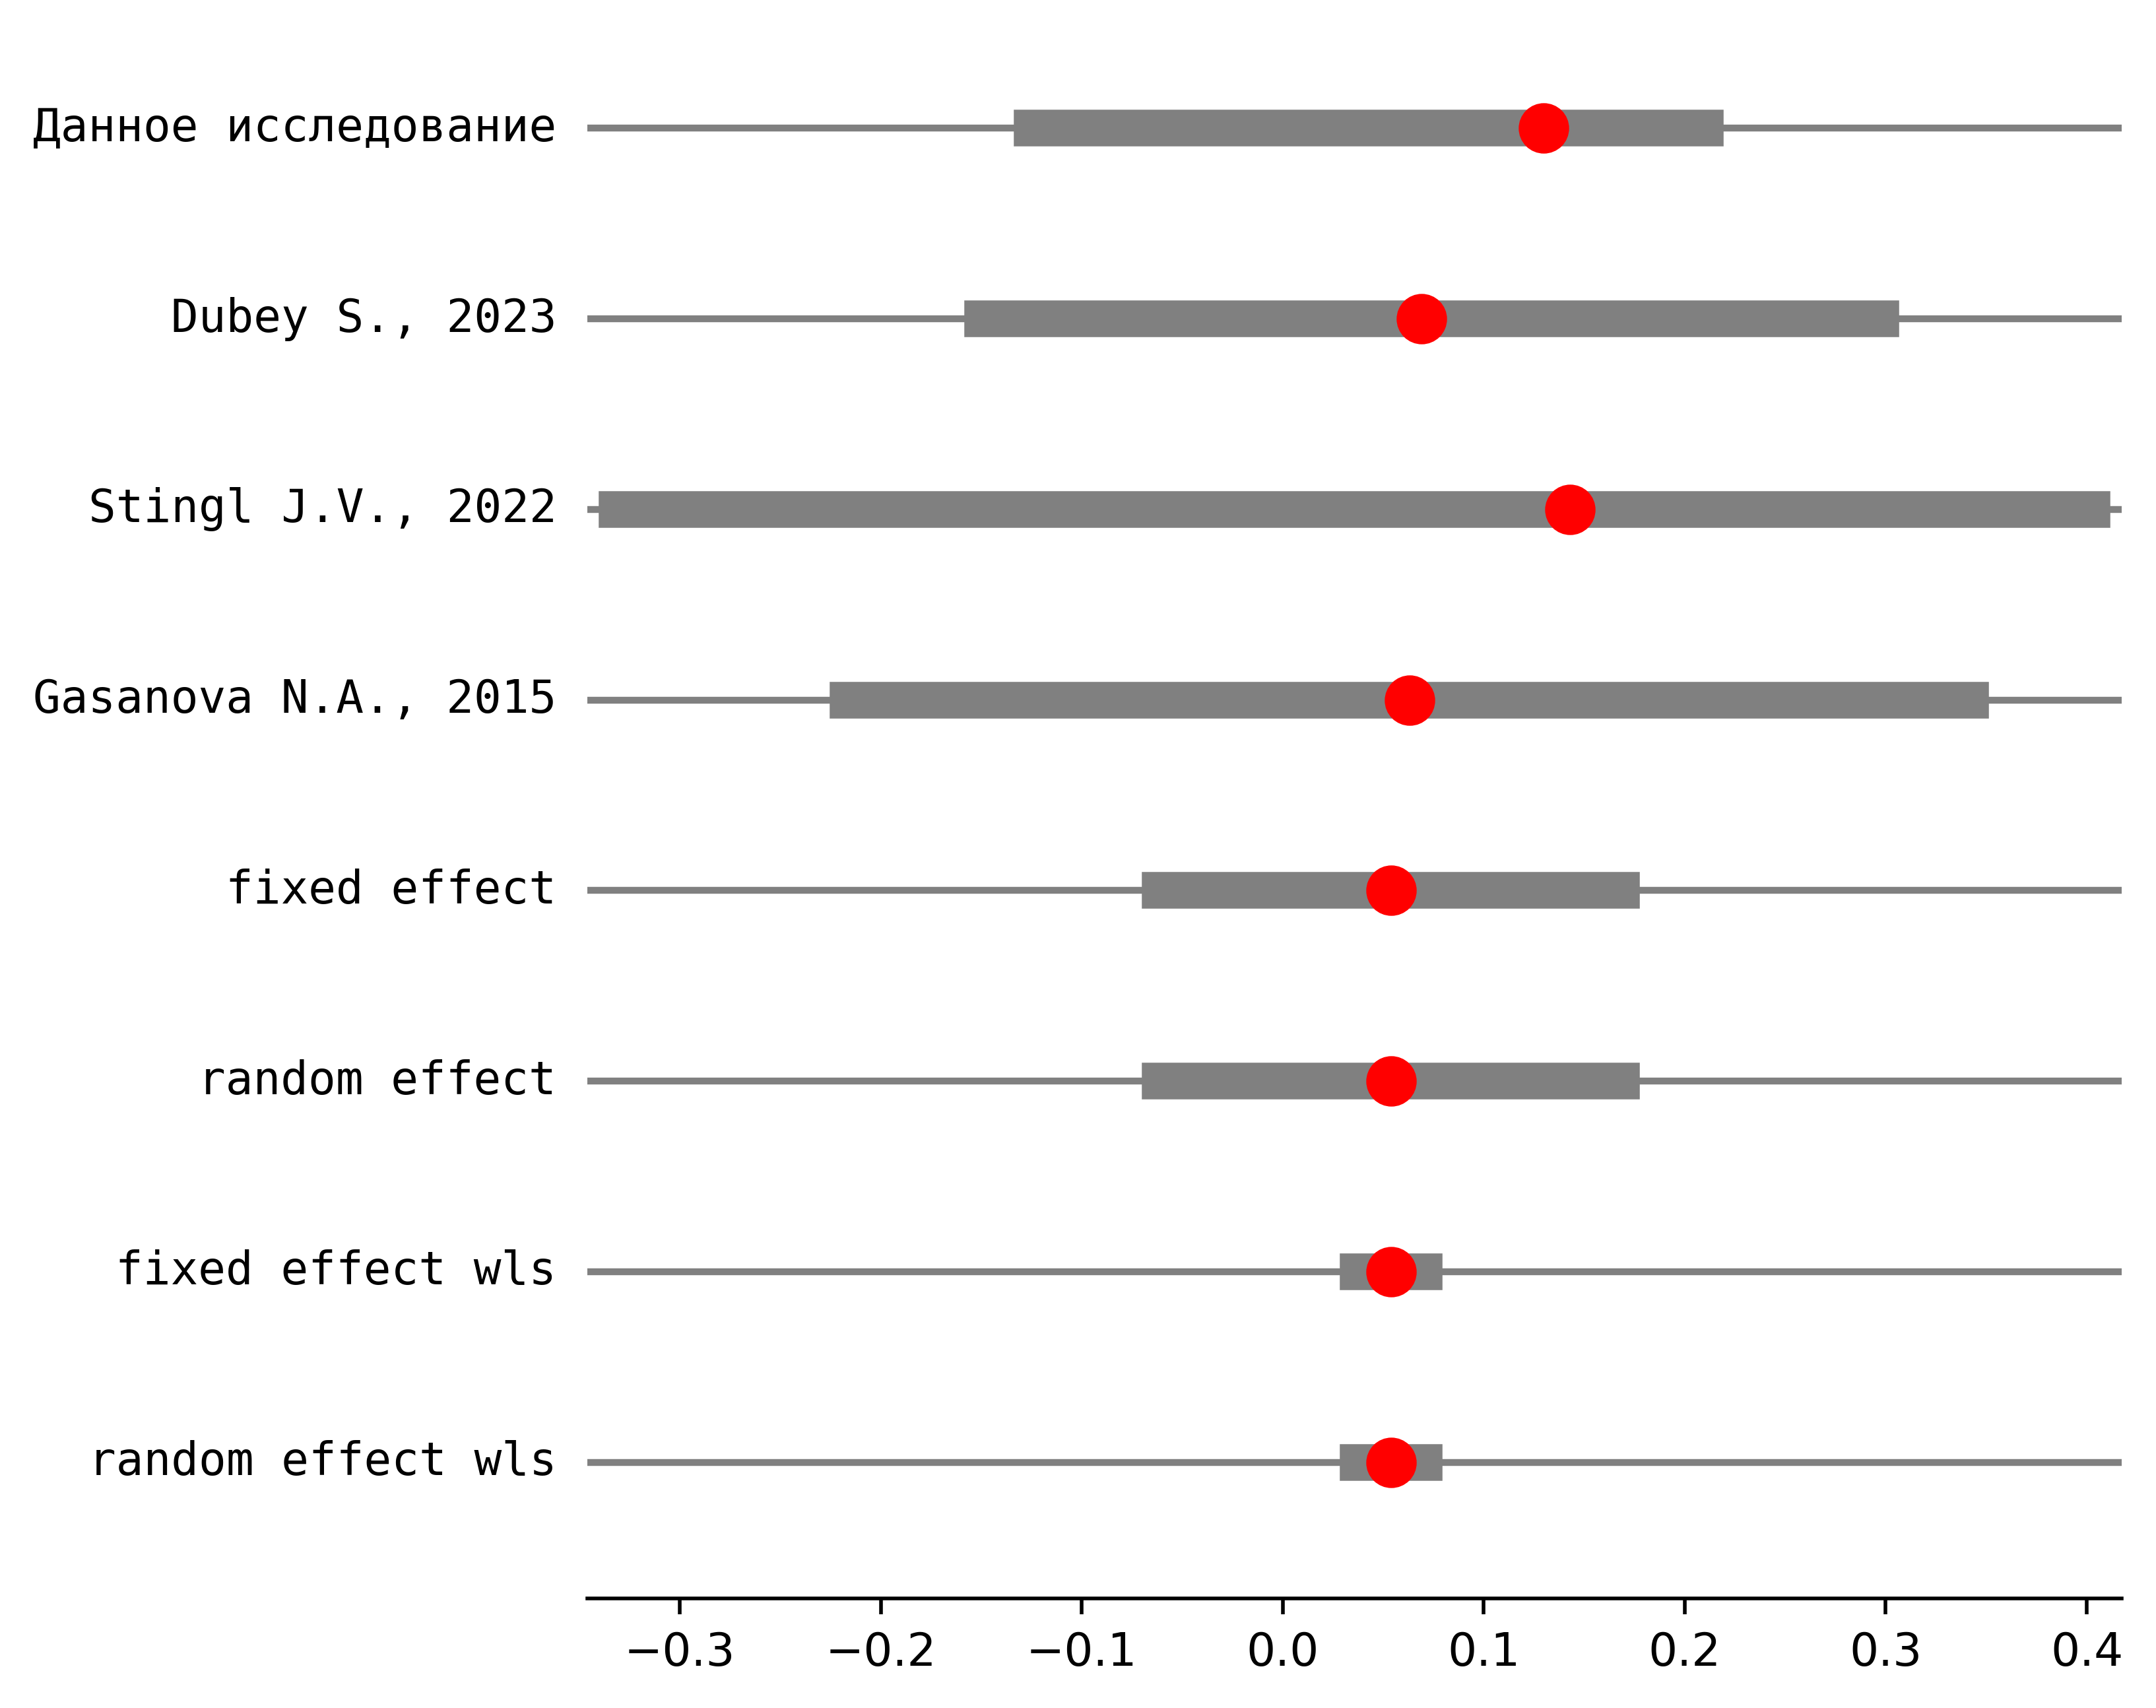 Данное исследование
Dubey S., 2023
Stingl J.V., 2022
Gasanova N.A., 2015
fixed effect
random effect
fixed effect wls
random effect wls
−0.3 −0.2 −0.1 0.0 0.1 0.2 0.3 0.4